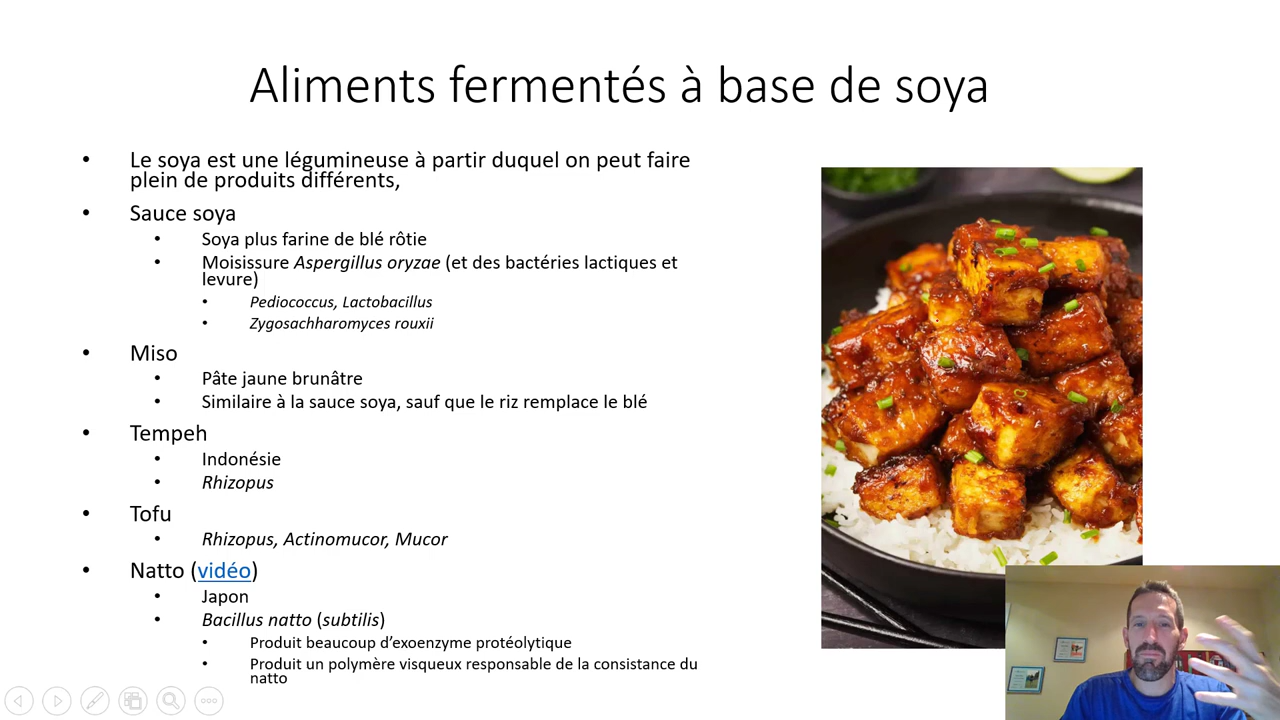 Aliments fermentés à base de soya
• Le soya est une légumineuse à partir duquel on peut faire
plein de produits différents,
• Sauce soya
• Soya plus farine de blé rôtie
• Moisissure Aspergillus oryzae (et des bactéries lactiques et
levure)
• Pediococcus, Lactobacillus
• Zygosachharomyces rouxii
• Miso
• Pâte jaune brunâtre
• Similaire à la sauce soya, sauf que le riz remplace le blé
• Tempeh
• Indonésie
• Rhizopus
• Tofu
• Rhizopus, Actinomucor, Mucor
• Natto (vidéo)
• Japon
• Bacillus natto (subtilis)
• Produit beaucoup d’exoenzyme protéolytique
• Produit un polymère visqueux responsable de la consistance du
natto